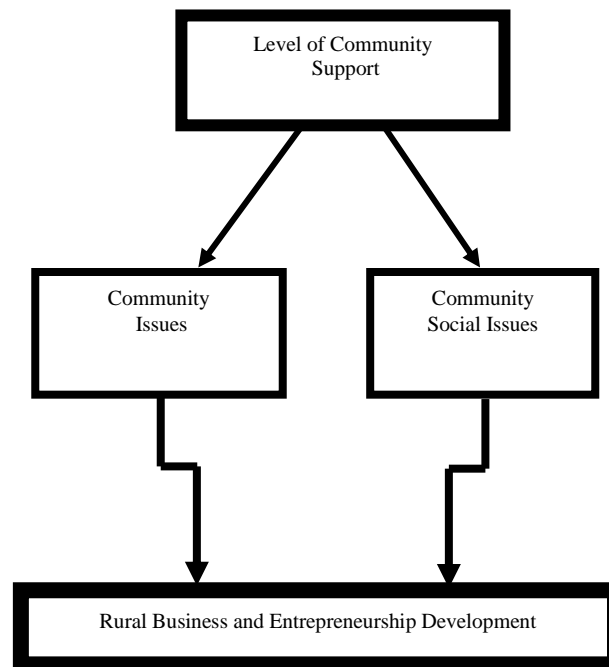 Level of Community
Support
Community
Issues
Community
Social Issues
Rural Business and Entrepreneurship Development